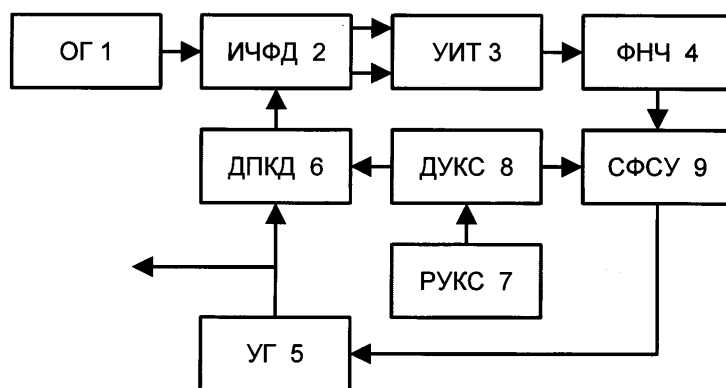 ОГ 1
ИЧФД 2
УИТ 3
ФНЧ 4
ДПКД 6
ДУКС 8
СФСУ 9
РУКС 7
УГ 5